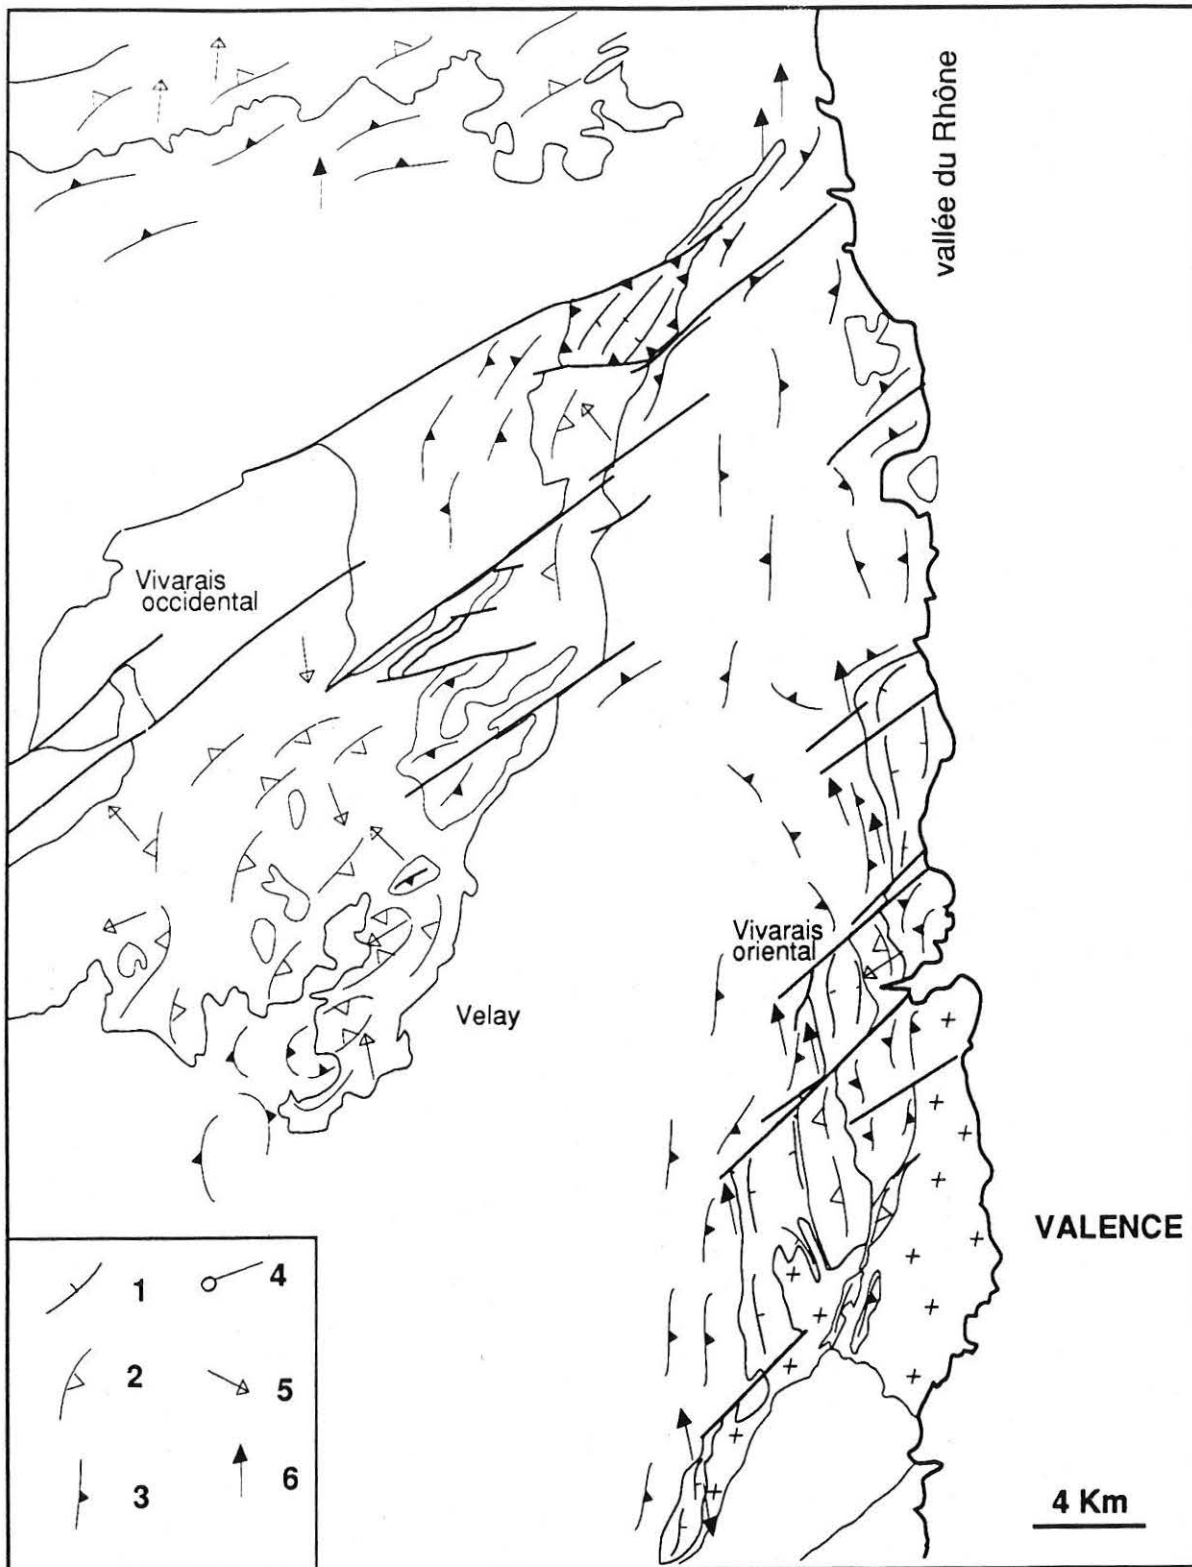 vallée du Rhône
Vivarais
occidental
Vivarais
oriental
Velay
VALENCE
1
4
2
5
3
6
4 Km